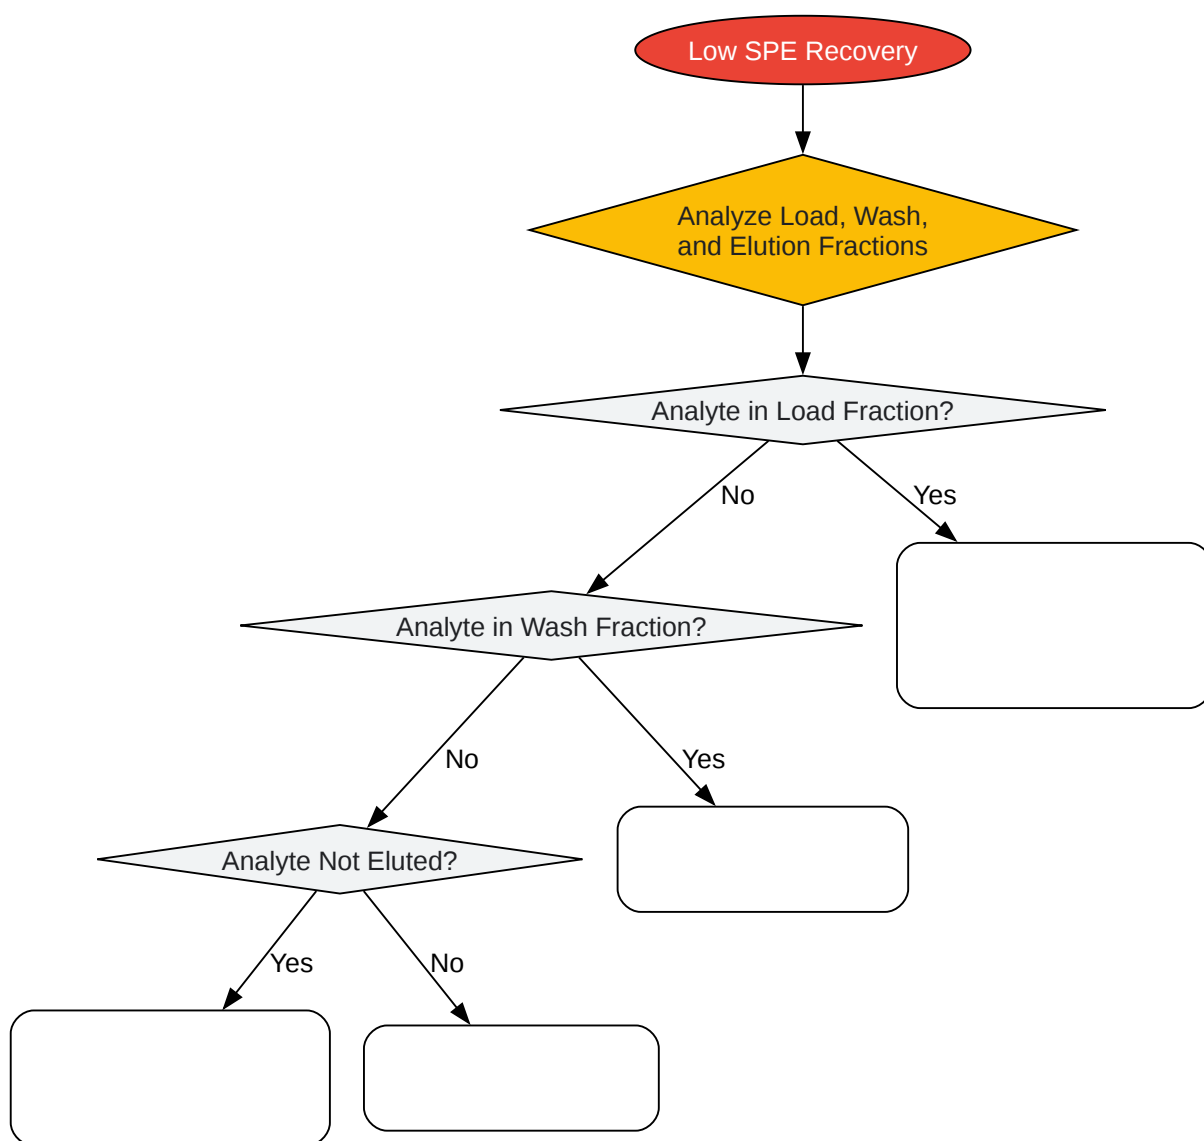 Low SPE Recovery
Analyze Load, Wash,
and Elution Fractions
Analyte in Load Fraction?
No
Yes
Analyte in Wash Fraction?
No
Yes
Analyte Not Eluted?
Yes
No